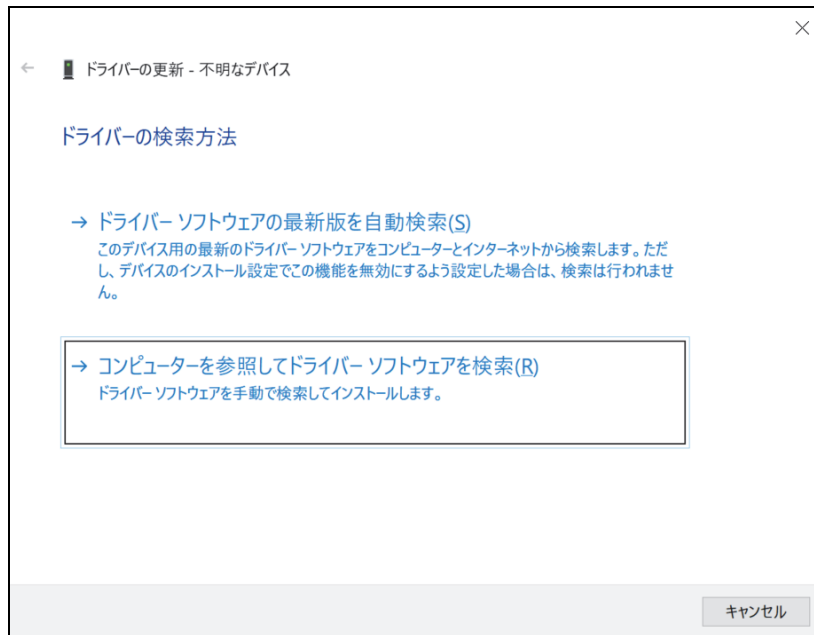 ドライバーの更新 - 不明なデバイス
ドライバーの検索方法
→ ドライバー ソフトウェアの最新版を自動検索(S)
このデバイス用の最新のドライバー ソフトウェアをコンピューターとインターネットから検索します。ただ
し、デバイスのインストール設定でこの機能を無効にするよう設定した場合は、検索は行われませ
ん。
→ コンピューターを参照してドライバー ソフトウェアを検索(R)
ドライバー ソフトウェアを手動で検索してインストールします。
キャンセル